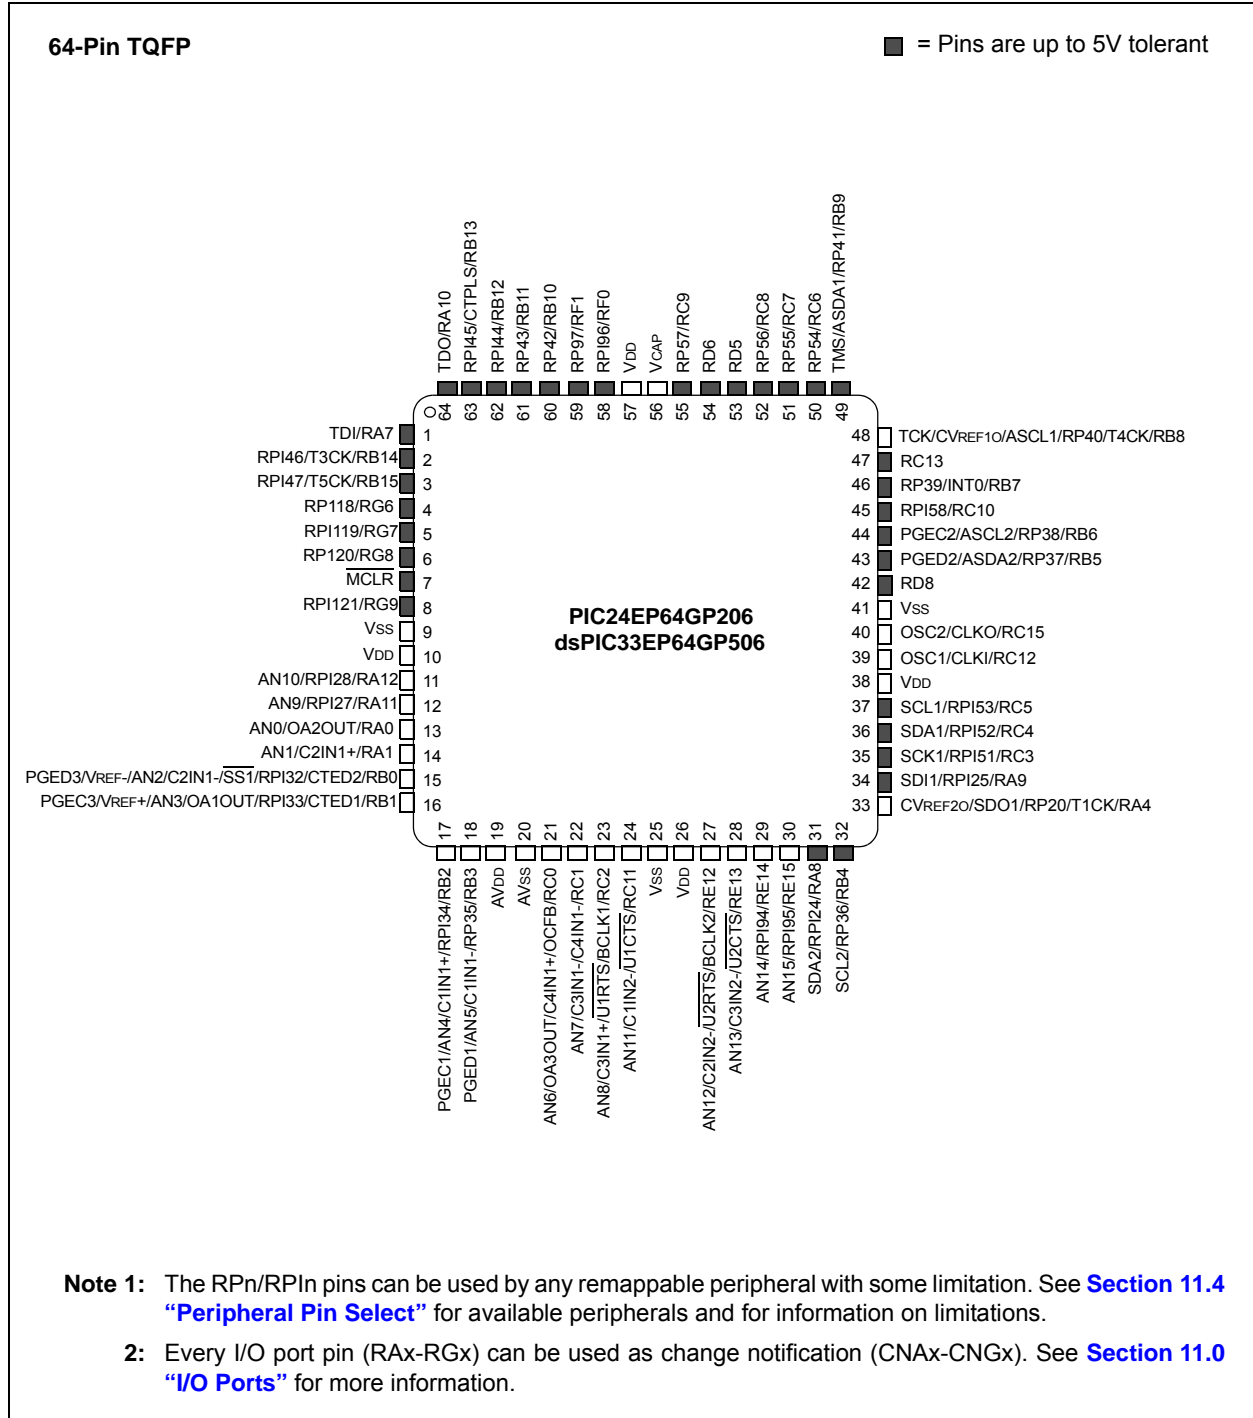 64-Pin TQFP
= Pins are up to 5V tolerant
TDO/RA10
RPI45/CTPLS/RB13
RPI44/RB12
RP43/RB11
RP42/RB10
RP97/RF1
RPI96/RF0
VDD
VCAP
RP57/RC9
RD6
RD5
RP56/RC8
RP55/RC7
RP54/RC6
TMS/ASDA1/RP41/RB9
64
63
62
61
60
59
58
57
56
55
54
53
52
51
50
49
TDI/RA7 1
RPI46/T3CK/RB14 2
RPI47/T5CK/RB15 3
RP118/RG6 4
RPI119/RG7 5
RP120/RG8 6
MCLR 7
RPI121/RG9 8
VSS 9
VDD 10
AN10/RPI28/RA12 11
AN9/RPI27/RA11 12
AN0/OA2OUT/RA0 13
AN1/C2IN1+/RA1 14
PGED3/VREF-/AN2/C2IN1-/SS1/RPI32/CTED2/RB0 15
PGEC3/VREF+/AN3/OA1OUT/RPI33/CTED1/RB1 16
PIC24EP64GP206
dsPIC33EP64GP506
48 TCK/CVREF1O/ASCL1/RP40/T4CK/RB8
47 RC13
46 RP39/INT0/RB7
45 RPI58/RC10
44 PGEC2/ASCL2/RP38/RB6
43 PGED2/ASDA2/RP37/RB5
42 RD8
41 VSS
40 OSC2/CLKO/RC15
39 OSC1/CLKI/RC12
38 VDD
37 SCL1/RPI53/RC5
36 SDA1/RPI52/RC4
35 SCK1/RPI51/RC3
34 SDI1/RPI25/RA9
33 CVREF2O/SDO1/RP20/T1CK/RA4
17
18
19
20
21
22
23
24
25
26
27
28
29
30
31
32
PGEC1/AN4/C1IN1+/RPI34/RB2
PGED1/AN5/C1IN1-/RP35/RB3
AVDD
AVSS
AN6/OA3OUT/C4IN1+/OCFB/RC0
AN7/C3IN1-/C4IN1-/RC1
AN8/C3IN1+/U1RTS/BCLK1/RC2
AN11/C1IN2-/U1CTS/RC11
VSS
VDD
AN12/C2IN2-/U2RTS/BCLK2/RE12
AN13/C3IN2-/U2CTS/RE13
AN14/RPI94/RE14
AN15/RPI95/RE15
SDA2/RPI24/RA8
SCL2/RP36/RB4
Note 1: The RPn/RPIn pins can be used by any remappable peripheral with some limitation. See Section 11.4
"Peripheral Pin Select" for available peripherals and for information on limitations.
2: Every I/O port pin (RAx-RGx) can be used as change notification (CNAx-CNGx). See Section 11.0
"I/O Ports" for more information.